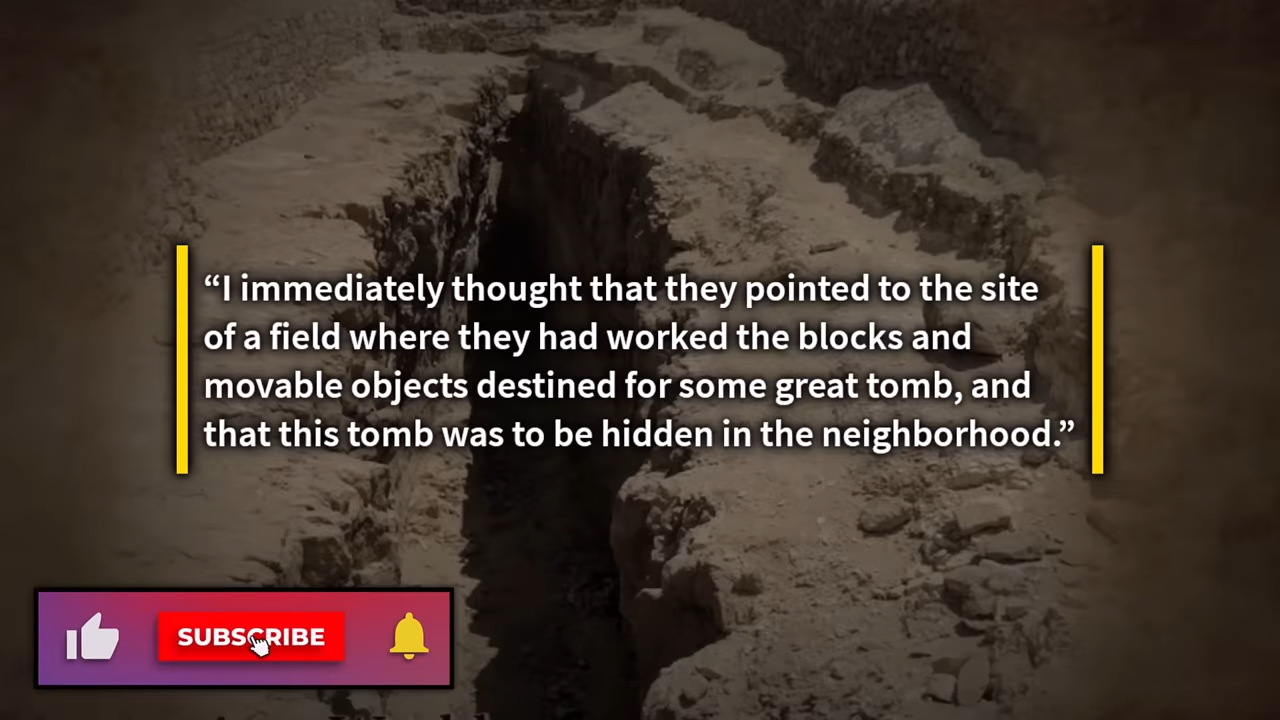 “I immediately thought that they pointed to the site
of a field where they had worked the blocks and
movable objects destined for some great tomb, and
that this tomb was to be hidden in the neighborhood.”
SUBSCRIBE